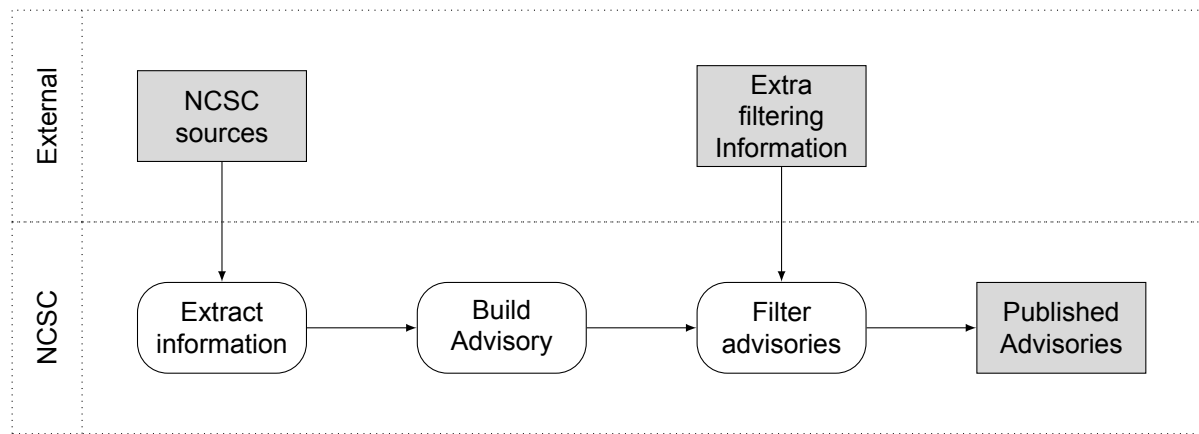 External
NCSC
sources
Extra
filtering
Information
NCSC
Extract
information
Build
Advisory
Filter
advisories
Published
Advisories